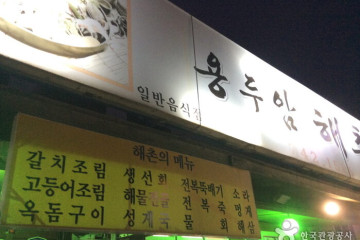 용두암 해
일반음식점
해촌의 메뉴
갈치조림 생선회 전복뚝배기 소라
고등어조림 해물 전복죽 멍게
옥돔구이 성게국 물회 해삼
한국관광공사